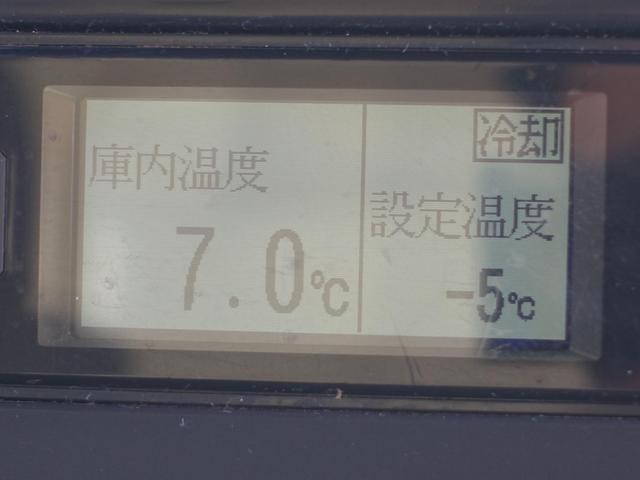 庫内温度
7.0℃
冷却
設定温度
-5℃